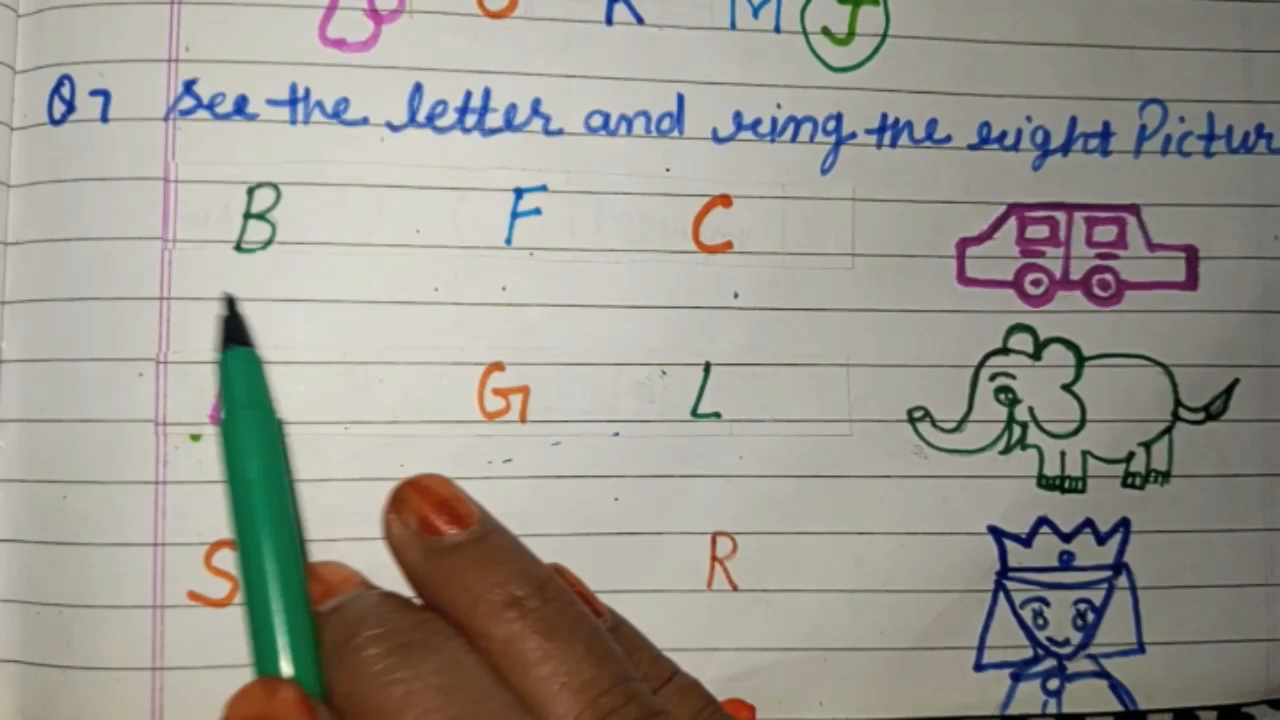 K M J
Q7 See the letter and ring the right Pictur
B F C
G L
S R